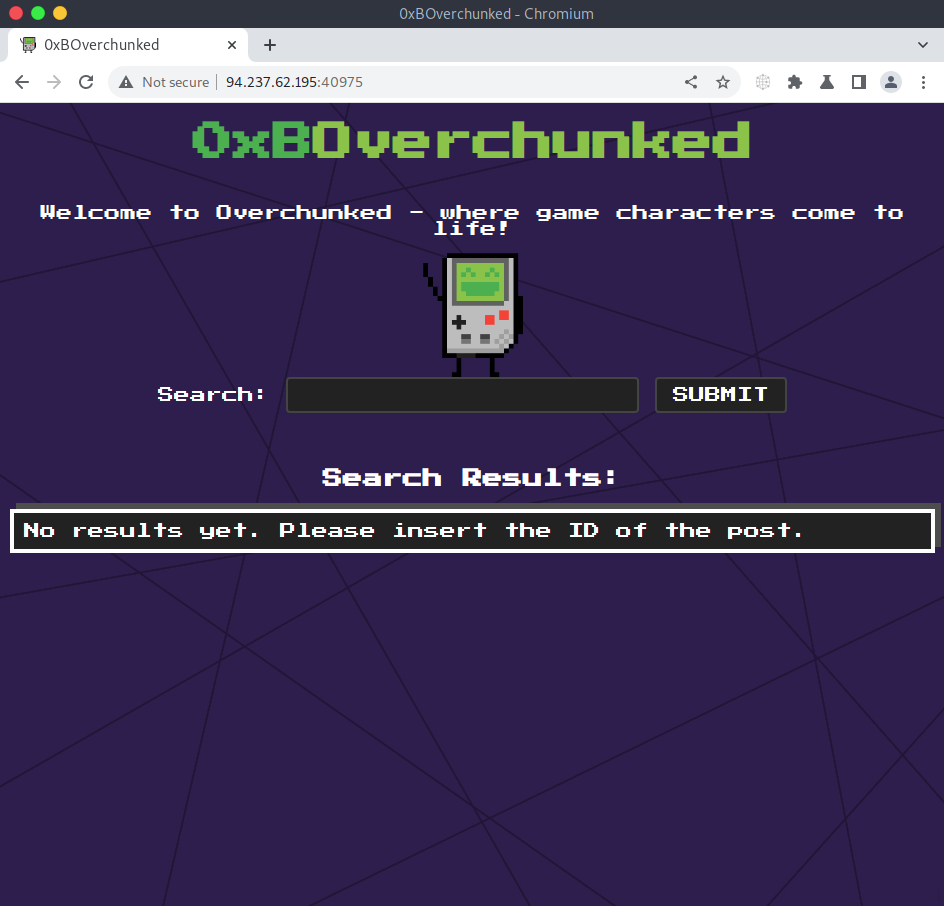 0xBOverchunked - Chromium
0xBOverchunked
Not secure 94.237.62.195:40975
0xBOverchunked
Welcome to Overchunked - where game characters come to
life!
Search: SUBMIT
Search Results:
No results yet. Please insert the ID of the post.